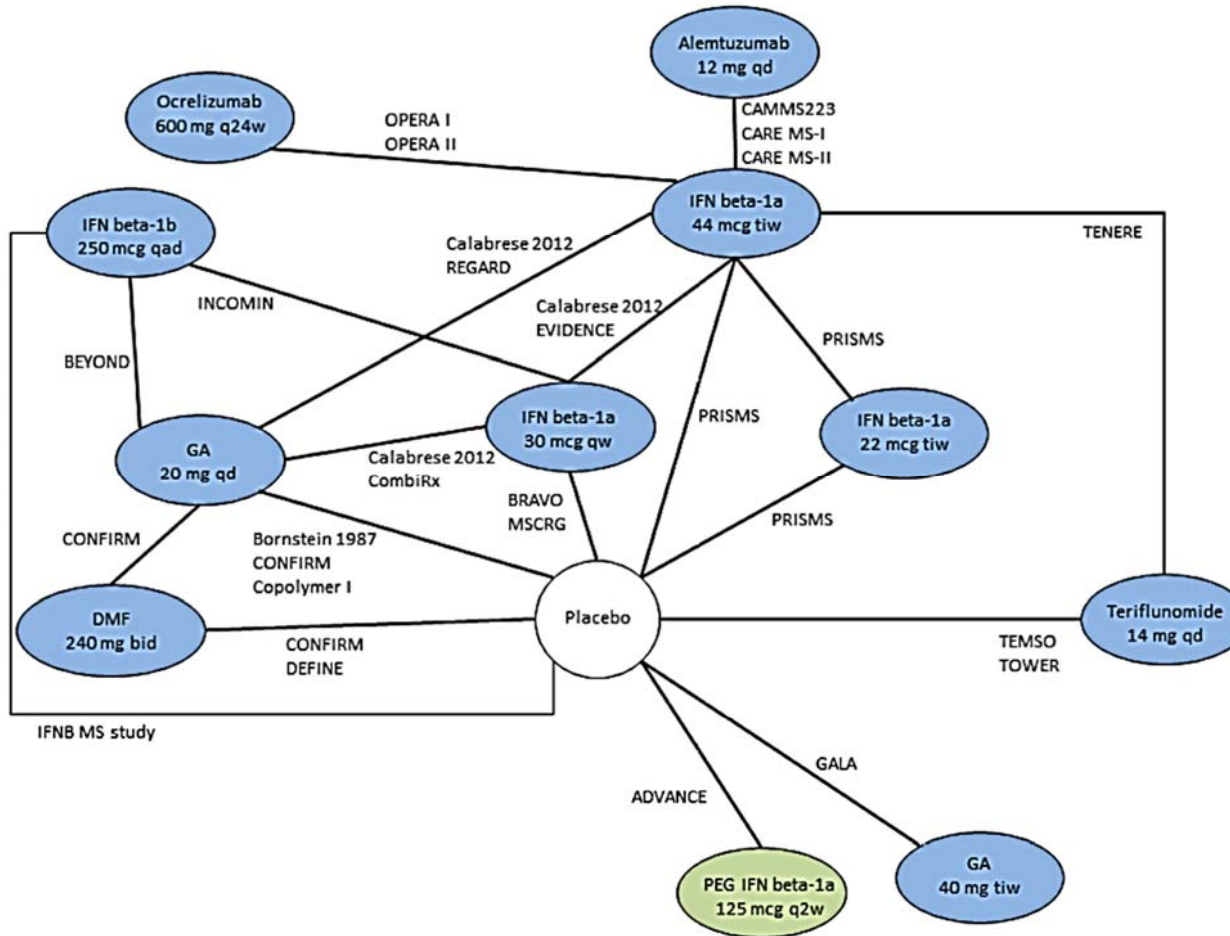 Alemtuzumab
12 mg qd
Ocrelizumab
600 mg q24w
OPERA I
OPERA II
CAMMS223
CARE MS-I
CARE MS-II
IFN beta-1b
250 mcg qad
IFN beta-1a
44 mcg tiw
TENERE
Calabrese 2012
REGARD
INCOMIN
Calabrese 2012
EVIDENCE
PRISMS
BEYOND
IFN beta-1a
30 mcg qw
PRISMS
IFN beta-1a
22 mcg tiw
GA
20 mg qd
Calabrese 2012
CombiRx
BRAVO
MSCRG
PRISMS
CONFIRM
Bornstein 1987
CONFIRM
Copolymer I
DMF
240 mg bid
CONFIRM
DEFINE
Placebo
Teriflunomide
14 mg qd
TEMSO
TOWER
IFNB MS study
GALA
ADVANCE
PEG IFN beta-1a
125 mcg q2w
GA
40 mg tiw